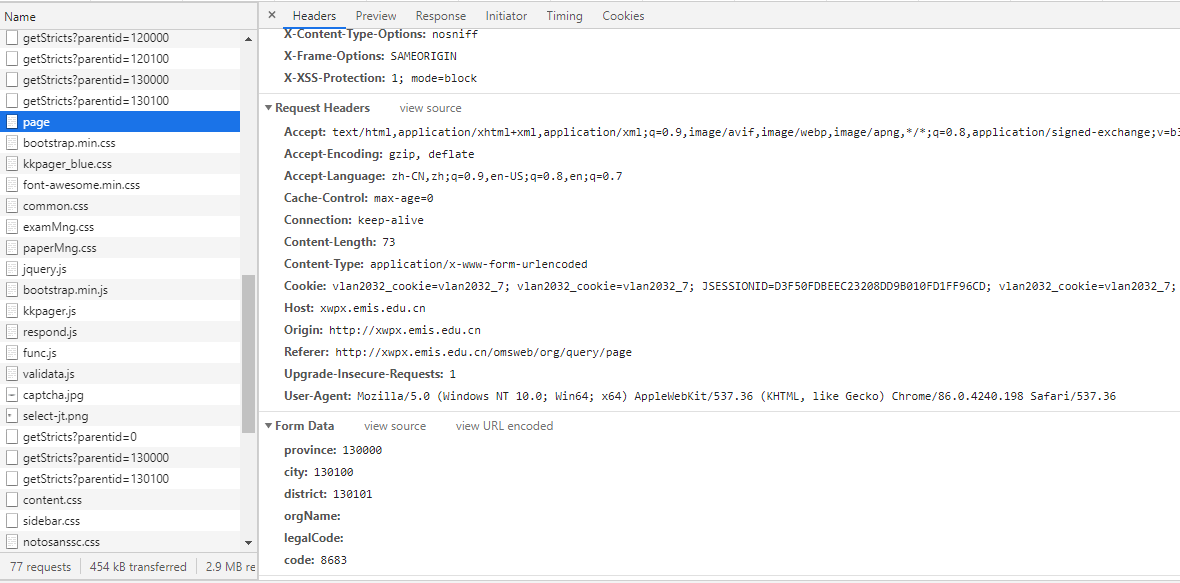 Name
getStricts?parentid=120000
getStricts?parentid=120100
getStricts?parentid=130000
getStricts?parentid=130100
page
bootstrap.min.css
kkpager_blue.css
font-awesome.min.css
common.css
examMng.css
paperMng.css
jquery.js
bootstrap.min.js
kkpager.js
respond.js
func.js
validata.js
captcha.jpg
select-jt.png
getStricts?parentid=0
getStricts?parentid=130000
getStricts?parentid=130100
content.css
sidebar.css
notosanssc.css
77 requests 454 kB transferred 2.9 MB re
× Headers Preview Response Initiator Timing Cookies
X-Content-Type-Options: nosniff
X-Frame-Options: SAMEORIGIN
X-XSS-Protection: 1; mode=block
▼ Request Headers view source
Accept: text/html,application/xhtml+xml,application/xml;q=0.9,image/avif,image/webp,image/apng,*/*;q=0.8,application/signed-exchange;v=b3
Accept-Encoding: gzip, deflate
Accept-Language: zh-CN,zh;q=0.9,en-US;q=0.8,en;q=0.7
Cache-Control: max-age=0
Connection: keep-alive
Content-Length: 73
Content-Type: application/x-www-form-urlencoded
Cookie: vlan2032_cookie=vlan2032_7; vlan2032_cookie=vlan2032_7; JSESSIONID=D3F50FDBEEC23208DD9B010FD1FF96CD; vlan2032_cookie=vlan2032_7;
Host: xwpx.emis.edu.cn
Origin: http://xwpx.emis.edu.cn
Referer: http://xwpx.emis.edu.cn/omsweb/org/query/page
Upgrade-Insecure-Requests: 1
User-Agent: Mozilla/5.0 (Windows NT 10.0; Win64; x64) AppleWebKit/537.36 (KHTML, like Gecko) Chrome/86.0.4240.198 Safari/537.36
▼ Form Data view source view URL encoded
province: 130000
city: 130100
district: 130101
orgName:
legalCode:
code: 8683